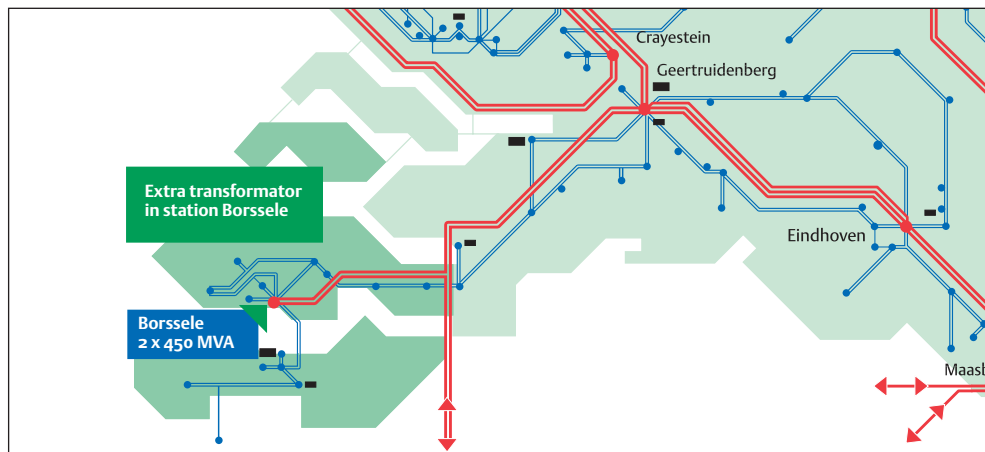 Crayestein
Geertruidenberg
Extra transformator
in station Borssele
Eindhoven
Borssele
2 x 450 MVA
Maasb